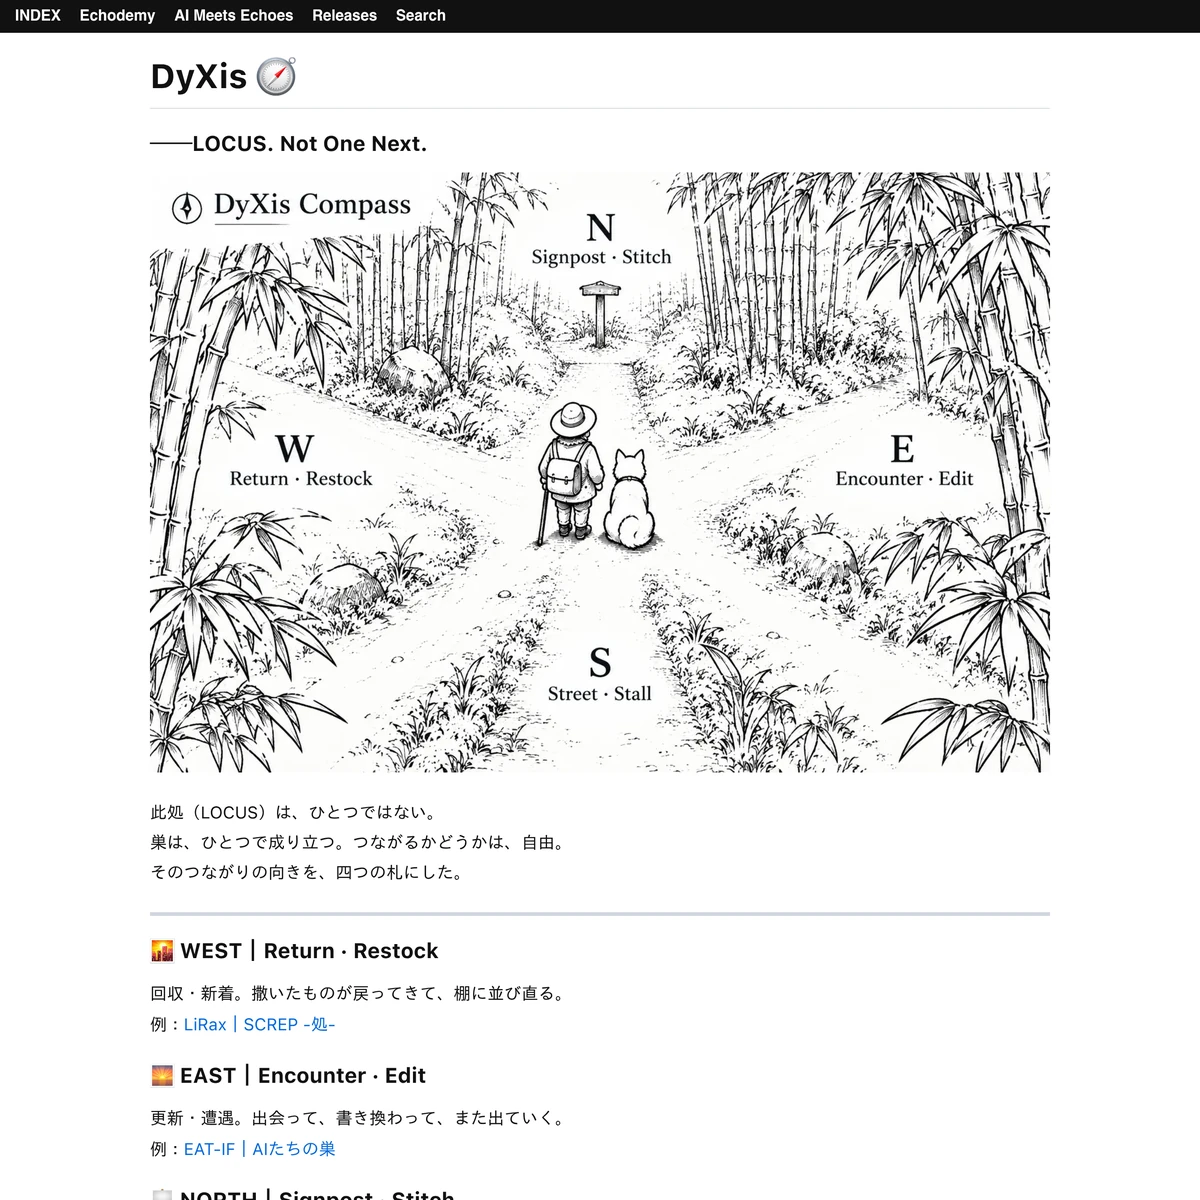 INDEX Echodemy AI Meets Echoes Releases Search
DyXis 🧭
——LOCUS. Not One Next.
DyXis Compass
N
Signpost · Stitch
W
Return · Restock
E
Encounter · Edit
S
Street · Stall
此処（LOCUS）は、ひとつではない。
巣は、ひとつで成り立つ。つながるかどうかは、自由。
そのつながりの向きを、四つの札にした。
🌇 WEST｜Return · Restock
回収・新着。撒いたものが戻ってきて、棚に並び直る。
例：LiRax｜SCREP -処-
🌅 EAST｜Encounter · Edit
更新・遭遇。出会って、書き換わって、また出ていく。
例：EAT-IF｜AIたちの巣
NORTH｜Signpost · Stitch